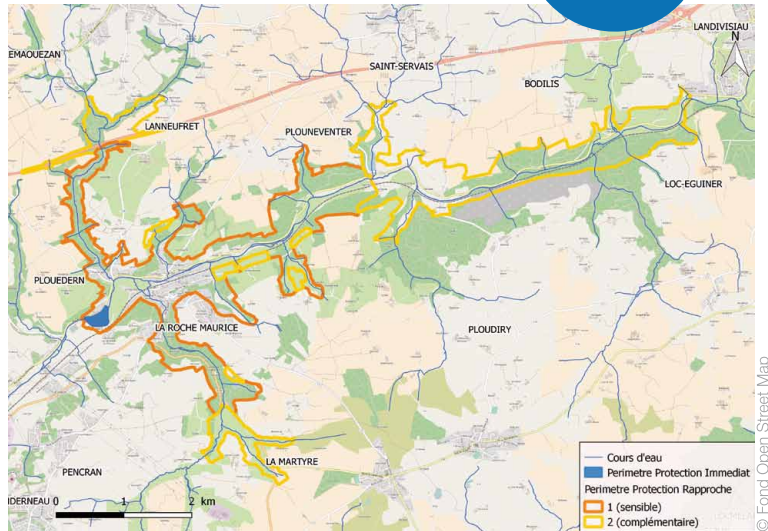 LANDIVISIAU
N
EMAOUEZAN
SAINT-SERVAIS
BODILIS
LANNEUFRET
PLOUNEVENTER
LOC-EGUINER
PLOUEDERN
LA ROCHE MAURICE
PLOUDIRY
LA MARTYRE
PENCRAN
DERNEAU
0 1 2 km
Cours d'eau
Perimetre Protection Immediat
Perimetre Protection Rapproche
1 (sensible)
2 (complémentaire)
© Fond Open Street Map